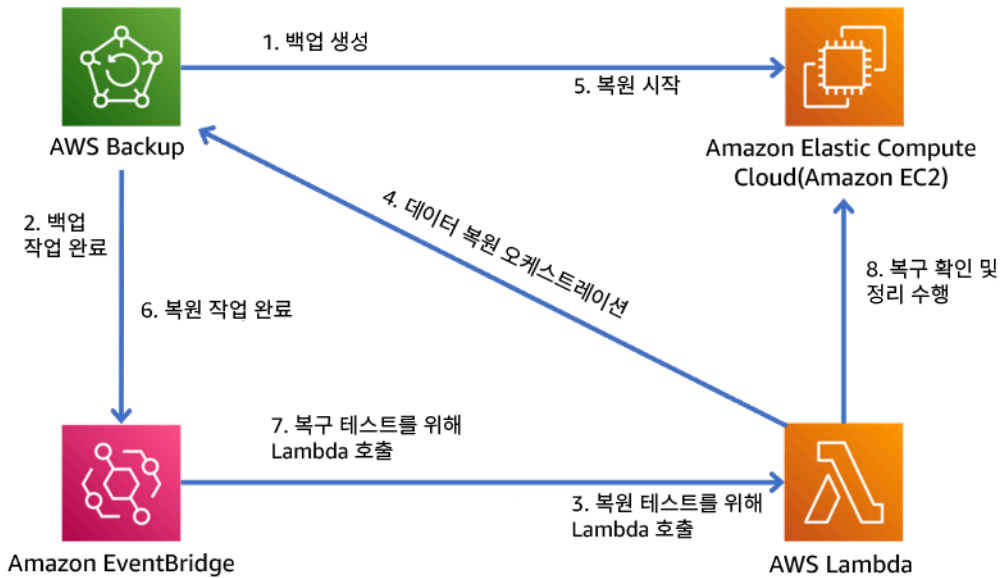 1. 백업 생성
5. 복원 시작
AWS Backup
Amazon Elastic Compute
Cloud(Amazon EC2)
2. 백업
작업 완료
4. 데이터 복원 오케스트레이션
8. 복구 확인 및
정리 수행
6. 복원 작업 완료
7. 복구 테스트를 위해
Lambda 호출
3. 복원 테스트를 위해
Lambda 호출
Amazon EventBridge
AWS Lambda